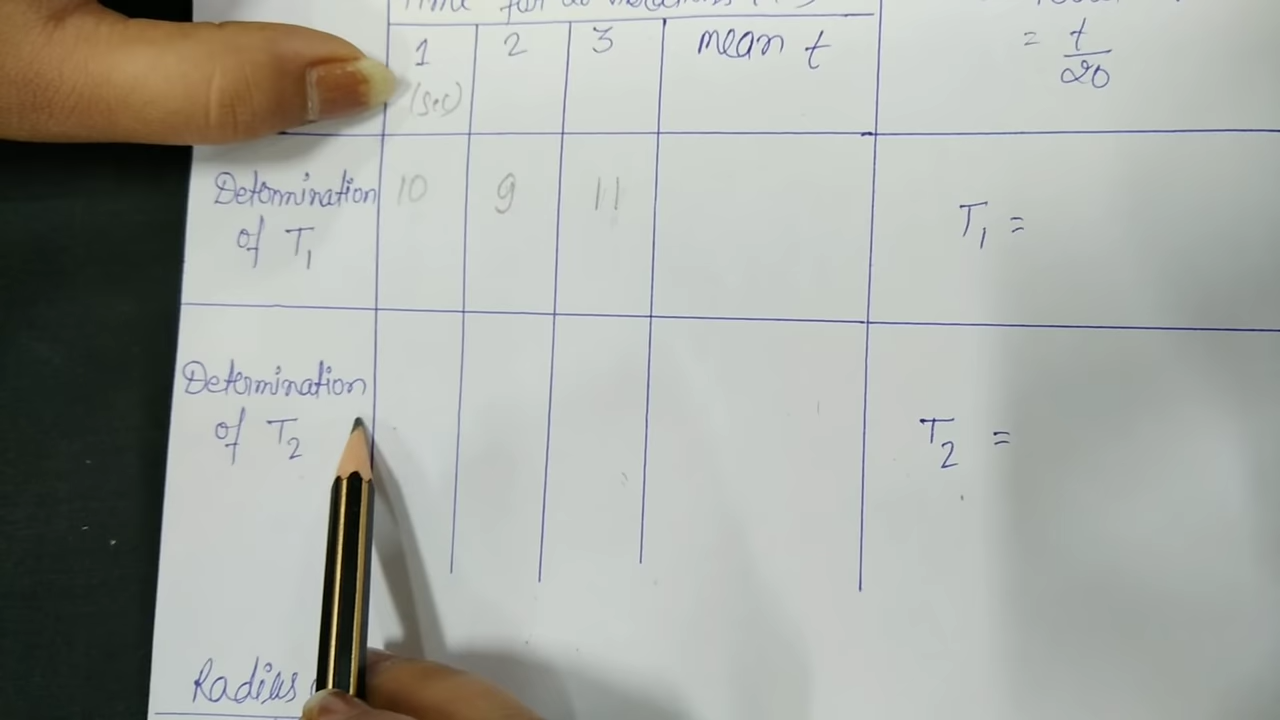 1 2 3 mean t
= t/20
(sec)
Determination 10 9 11
of T1
T1 =
Determination
of T2
T2 =
Radius